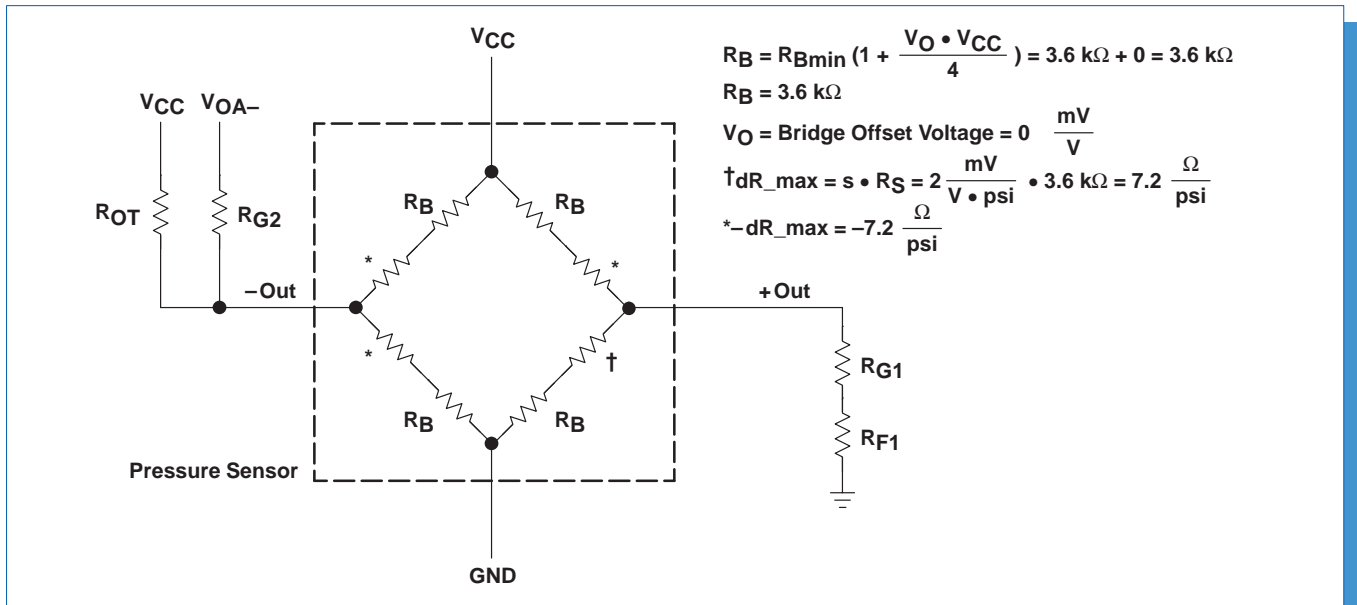 VCC
VCC VOA–
ROT
RG2
–Out
RB
RB
*
*
*
†
RB
RB
+Out
RG1
RF1
Pressure Sensor
GND
RB = RBmin (1 + VO • VCC / 4 ) = 3.6 kΩ + 0 = 3.6 kΩ
RB = 3.6 kΩ
VO = Bridge Offset Voltage = 0 mV / V
†dR_max = s • RS = 2 mV / V • psi • 3.6 kΩ = 7.2 Ω / psi
*–dR_max = –7.2 Ω / psi